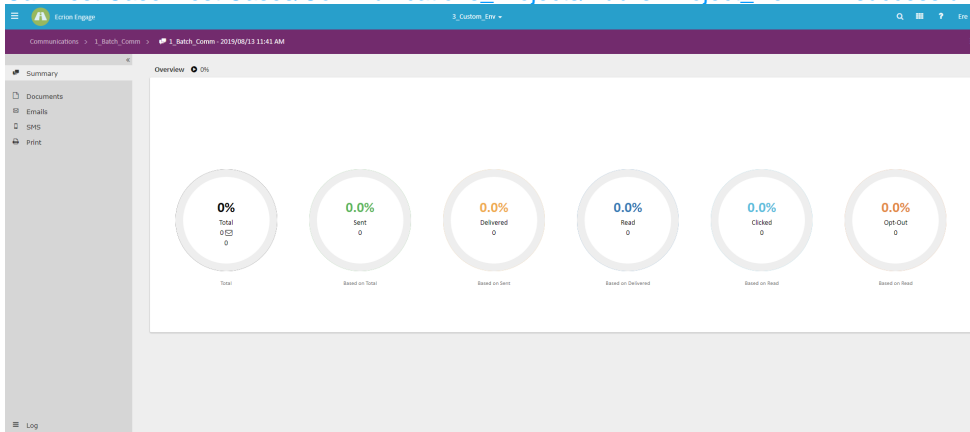 Ecrion Engage
3_Custom_Env
? Ere
Communications > 1_Batch_Comm > 1_Batch_Comm - 2019/08/13 11:41 AM
«
Summary
Overview 0%
Documents
Emails
SMS
Print
0% 0.0% 0.0% 0.0% 0.0% 0.0%
Total Sent Delivered Read Clicked Opt-Out
0 0 0 0 0 0
0
Total Based on Total Based on Sent Based on Delivered Based on Read Based on Read
Log